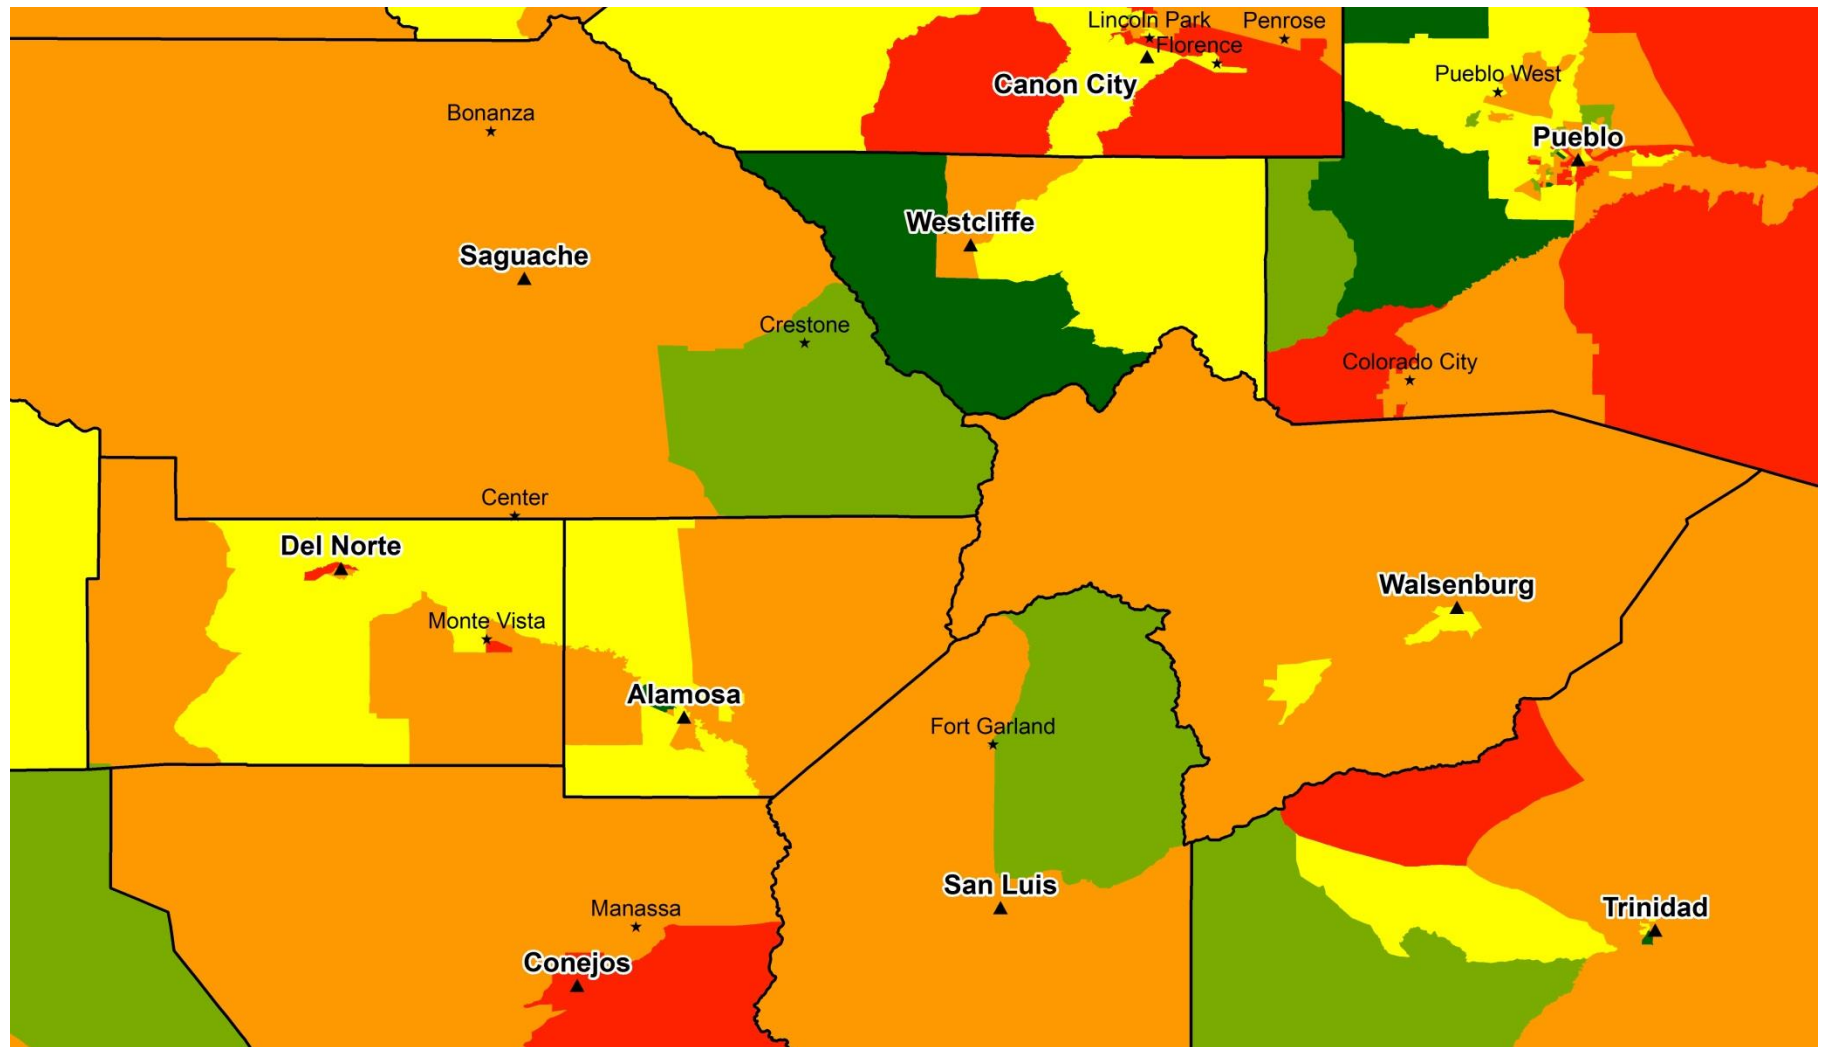 Lincoln Park
Penrose
Florence
Canon City
Pueblo West
Bonanza
Pueblo
Westcliffe
Saguache
Crestone
Colorado City
Center
Del Norte
Walsenburg
Monte Vista
Alamosa
Fort Garland
San Luis
Manassa
Trinidad
Conejos